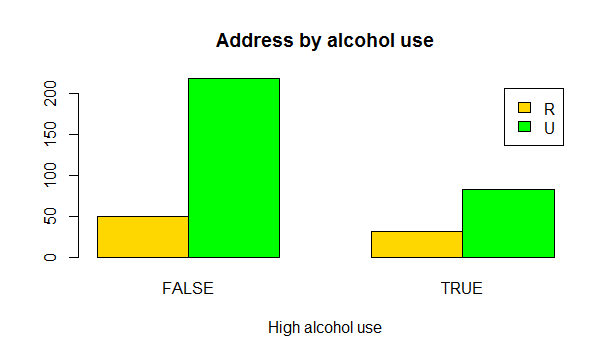 Address by alcohol use
200
150
100
50
0
R
U
FALSE
TRUE
High alcohol use